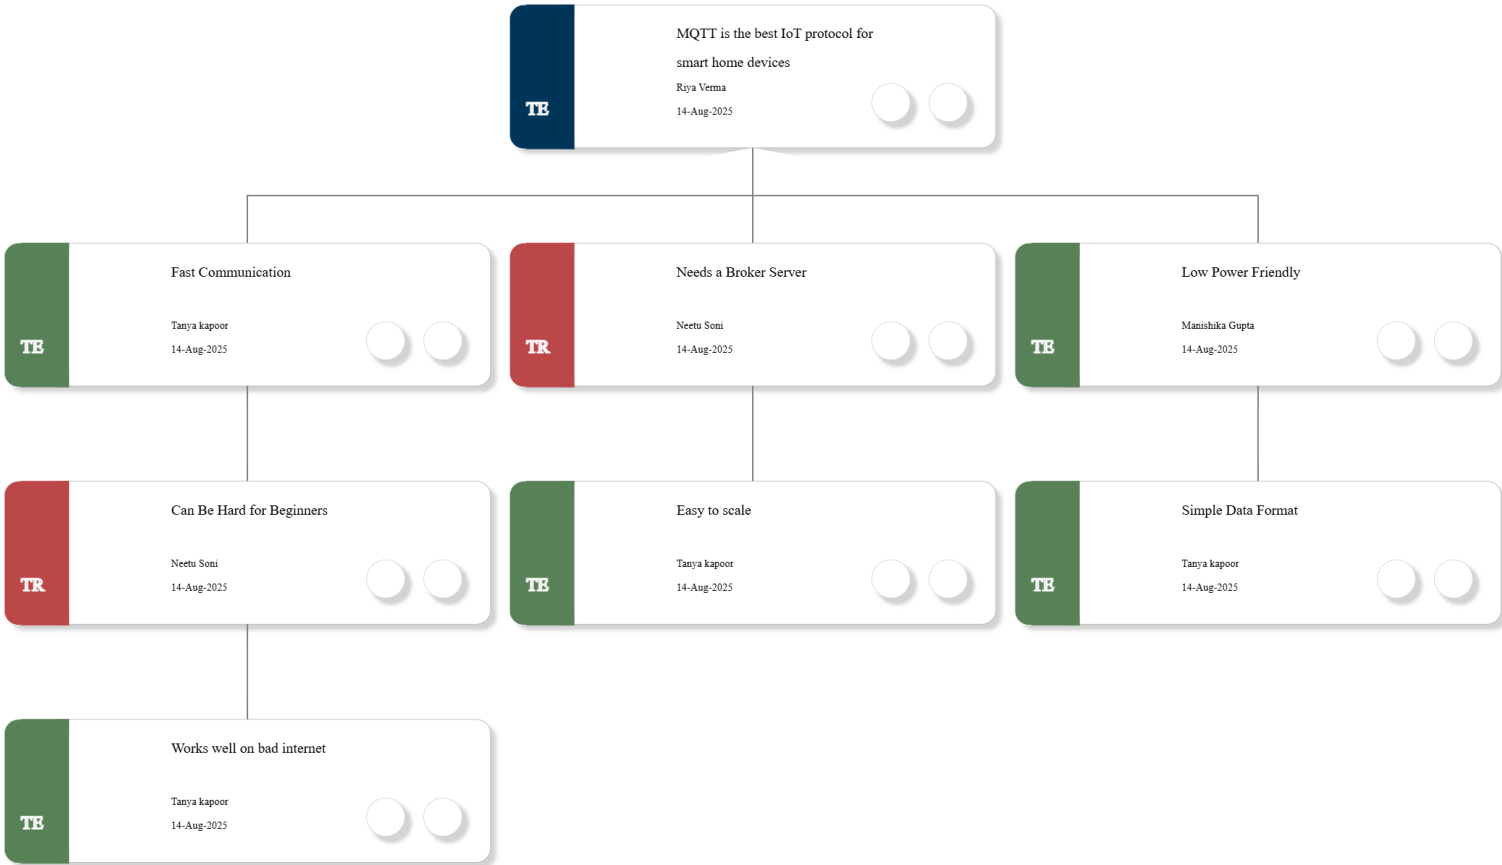 MQTT is the best IoT protocol for
smart home devices
Riya Verma
14-Aug-2025
TE
Fast Communication
Tanya kapoor
14-Aug-2025
TE
Needs a Broker Server
Neetu Soni
14-Aug-2025
TR
Low Power Friendly
Manishika Gupta
14-Aug-2025
TE
Can Be Hard for Beginners
Neetu Soni
14-Aug-2025
TR
Easy to scale
Tanya kapoor
14-Aug-2025
TE
Simple Data Format
Tanya kapoor
14-Aug-2025
TE
Works well on bad internet
Tanya kapoor
14-Aug-2025
TE